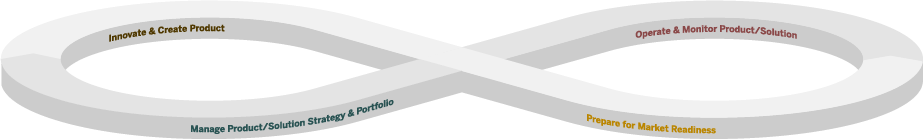 Innovate & Create Product
Operate & Monitor Product/Solution
Manage Product/Solution Strategy & Portfolio
Prepare for Market Readiness